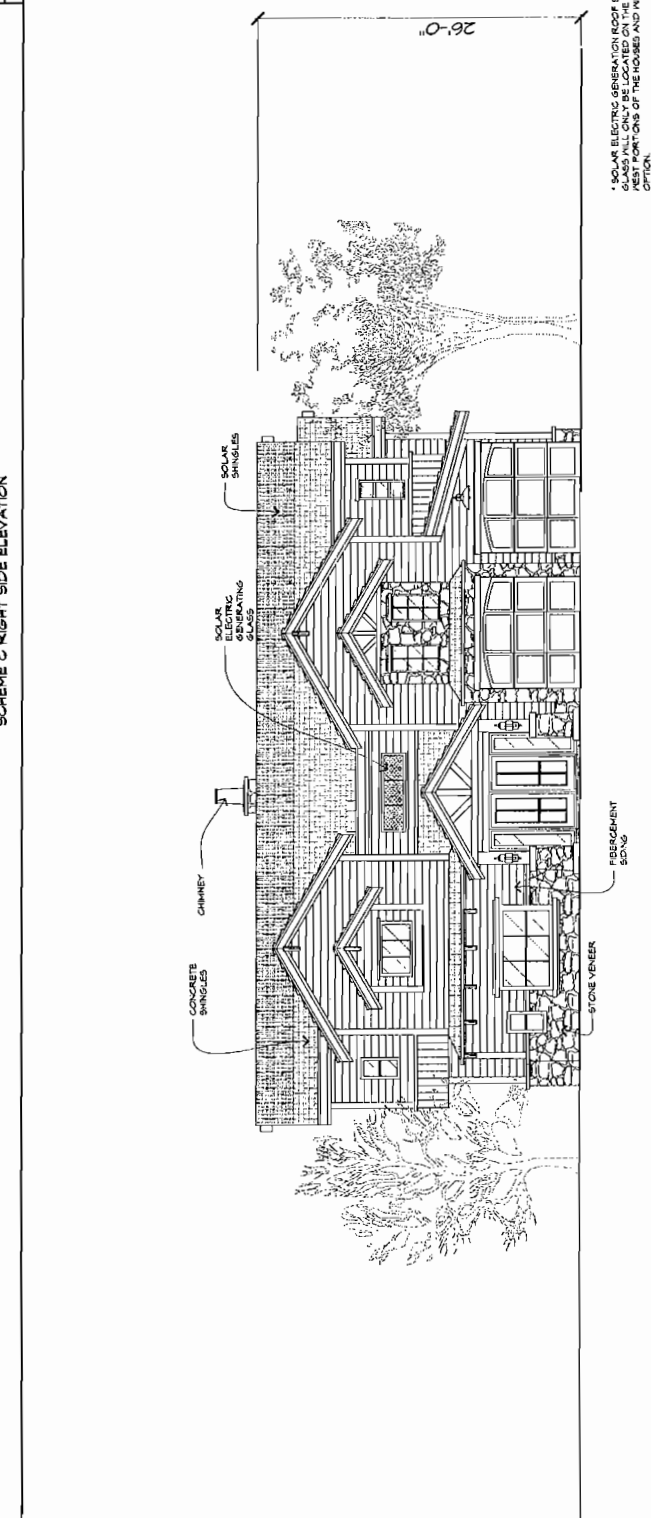 SCHEME C RIGHT SIDE ELEVATION
26'-0"
CONCRETE
SHINGLES
CHIMNEY
SOLAR
ELECTRIC
GENERATING
GLASS
SOLAR
SHINGLES
STONE VENEER
FIBERCEMENT
SIDING
* SOLAR ELECTRIC GENERATION ROOF
GLASS WILL ONLY BE LOCATED ON THE
WEST PORTIONS OF THE HOUSES AND
OPTION.